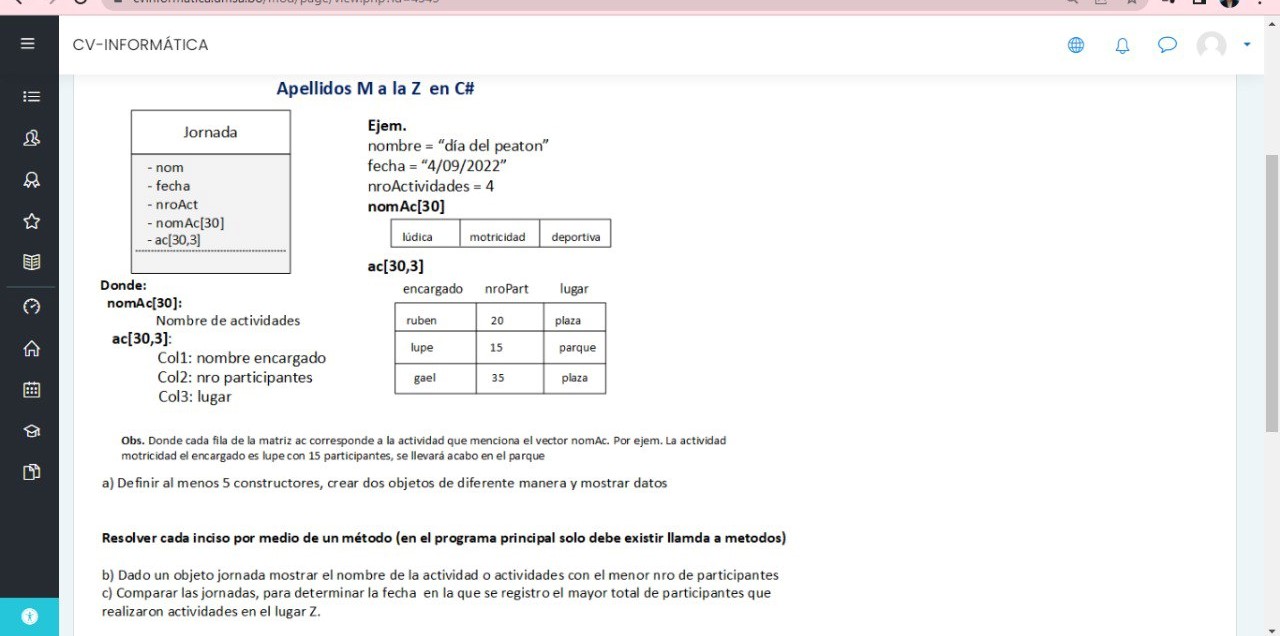 CV-INFORMÁTICA
Apellidos M a la Z en C#
Jornada
- nom
- fecha
- nroAct
- nomAc[30]
- ac[30,3]
Ejem.
nombre = “día del peaton”
fecha = “4/09/2022”
nroActividades = 4
nomAc[30]
lúdica motricidad deportiva
ac[30,3]
encargado nroPart lugar
ruben 20 plaza
lupe 15 parque
gael 35 plaza
Donde:
nomAc[30]:
Nombre de actividades
ac[30,3]:
Col1: nombre encargado
Col2: nro participantes
Col3: lugar
Obs. Donde cada fila de la matriz ac corresponde a la actividad que menciona el vector nomAc. Por ejem. La actividad
motricidad el encargado es lupe con 15 participantes, se llevará acabo en el parque
a) Definir al menos 5 constructores, crear dos objetos de diferente manera y mostrar datos
Resolver cada inciso por medio de un método (en el programa principal solo debe existir llamda a metodos)
b) Dado un objeto jornada mostrar el nombre de la actividad o actividades con el menor nro de participantes
c) Comparar las jornadas, para determinar la fecha en la que se registro el mayor total de participantes que
realizaron actividades en el lugar Z.